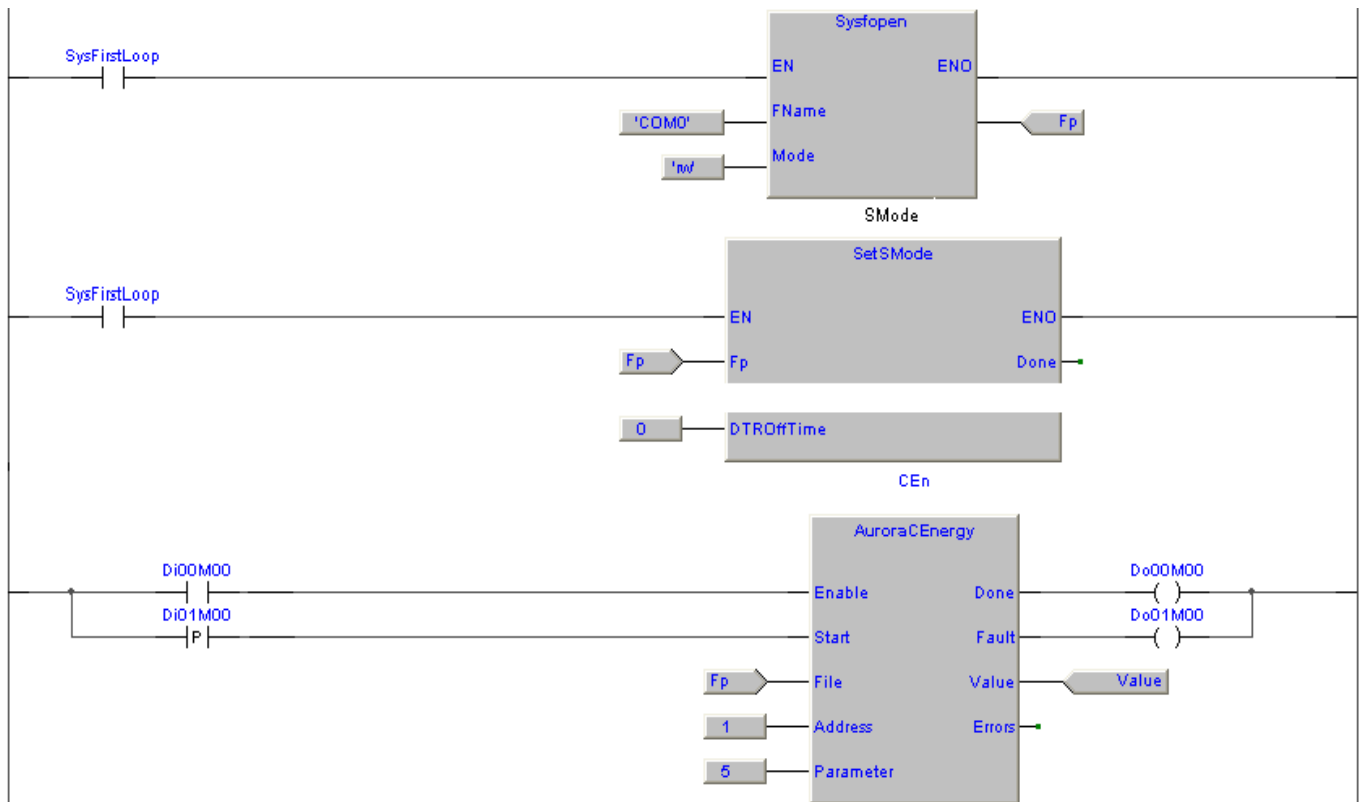 Sysfopen
SysFirstLoop
EN ENO
'COM0' FName Fp
'rw' Mode
SMode
SetSMode
SysFirstLoop
EN ENO
Fp Fp Done
0 DTROffTime
CEn
AuroraCEnergy
Di00M00 Do00M00
Enable Done
Di01M00 Do01M00
P Start Fault
Fp File Value Value
1 Address Errors
5 Parameter